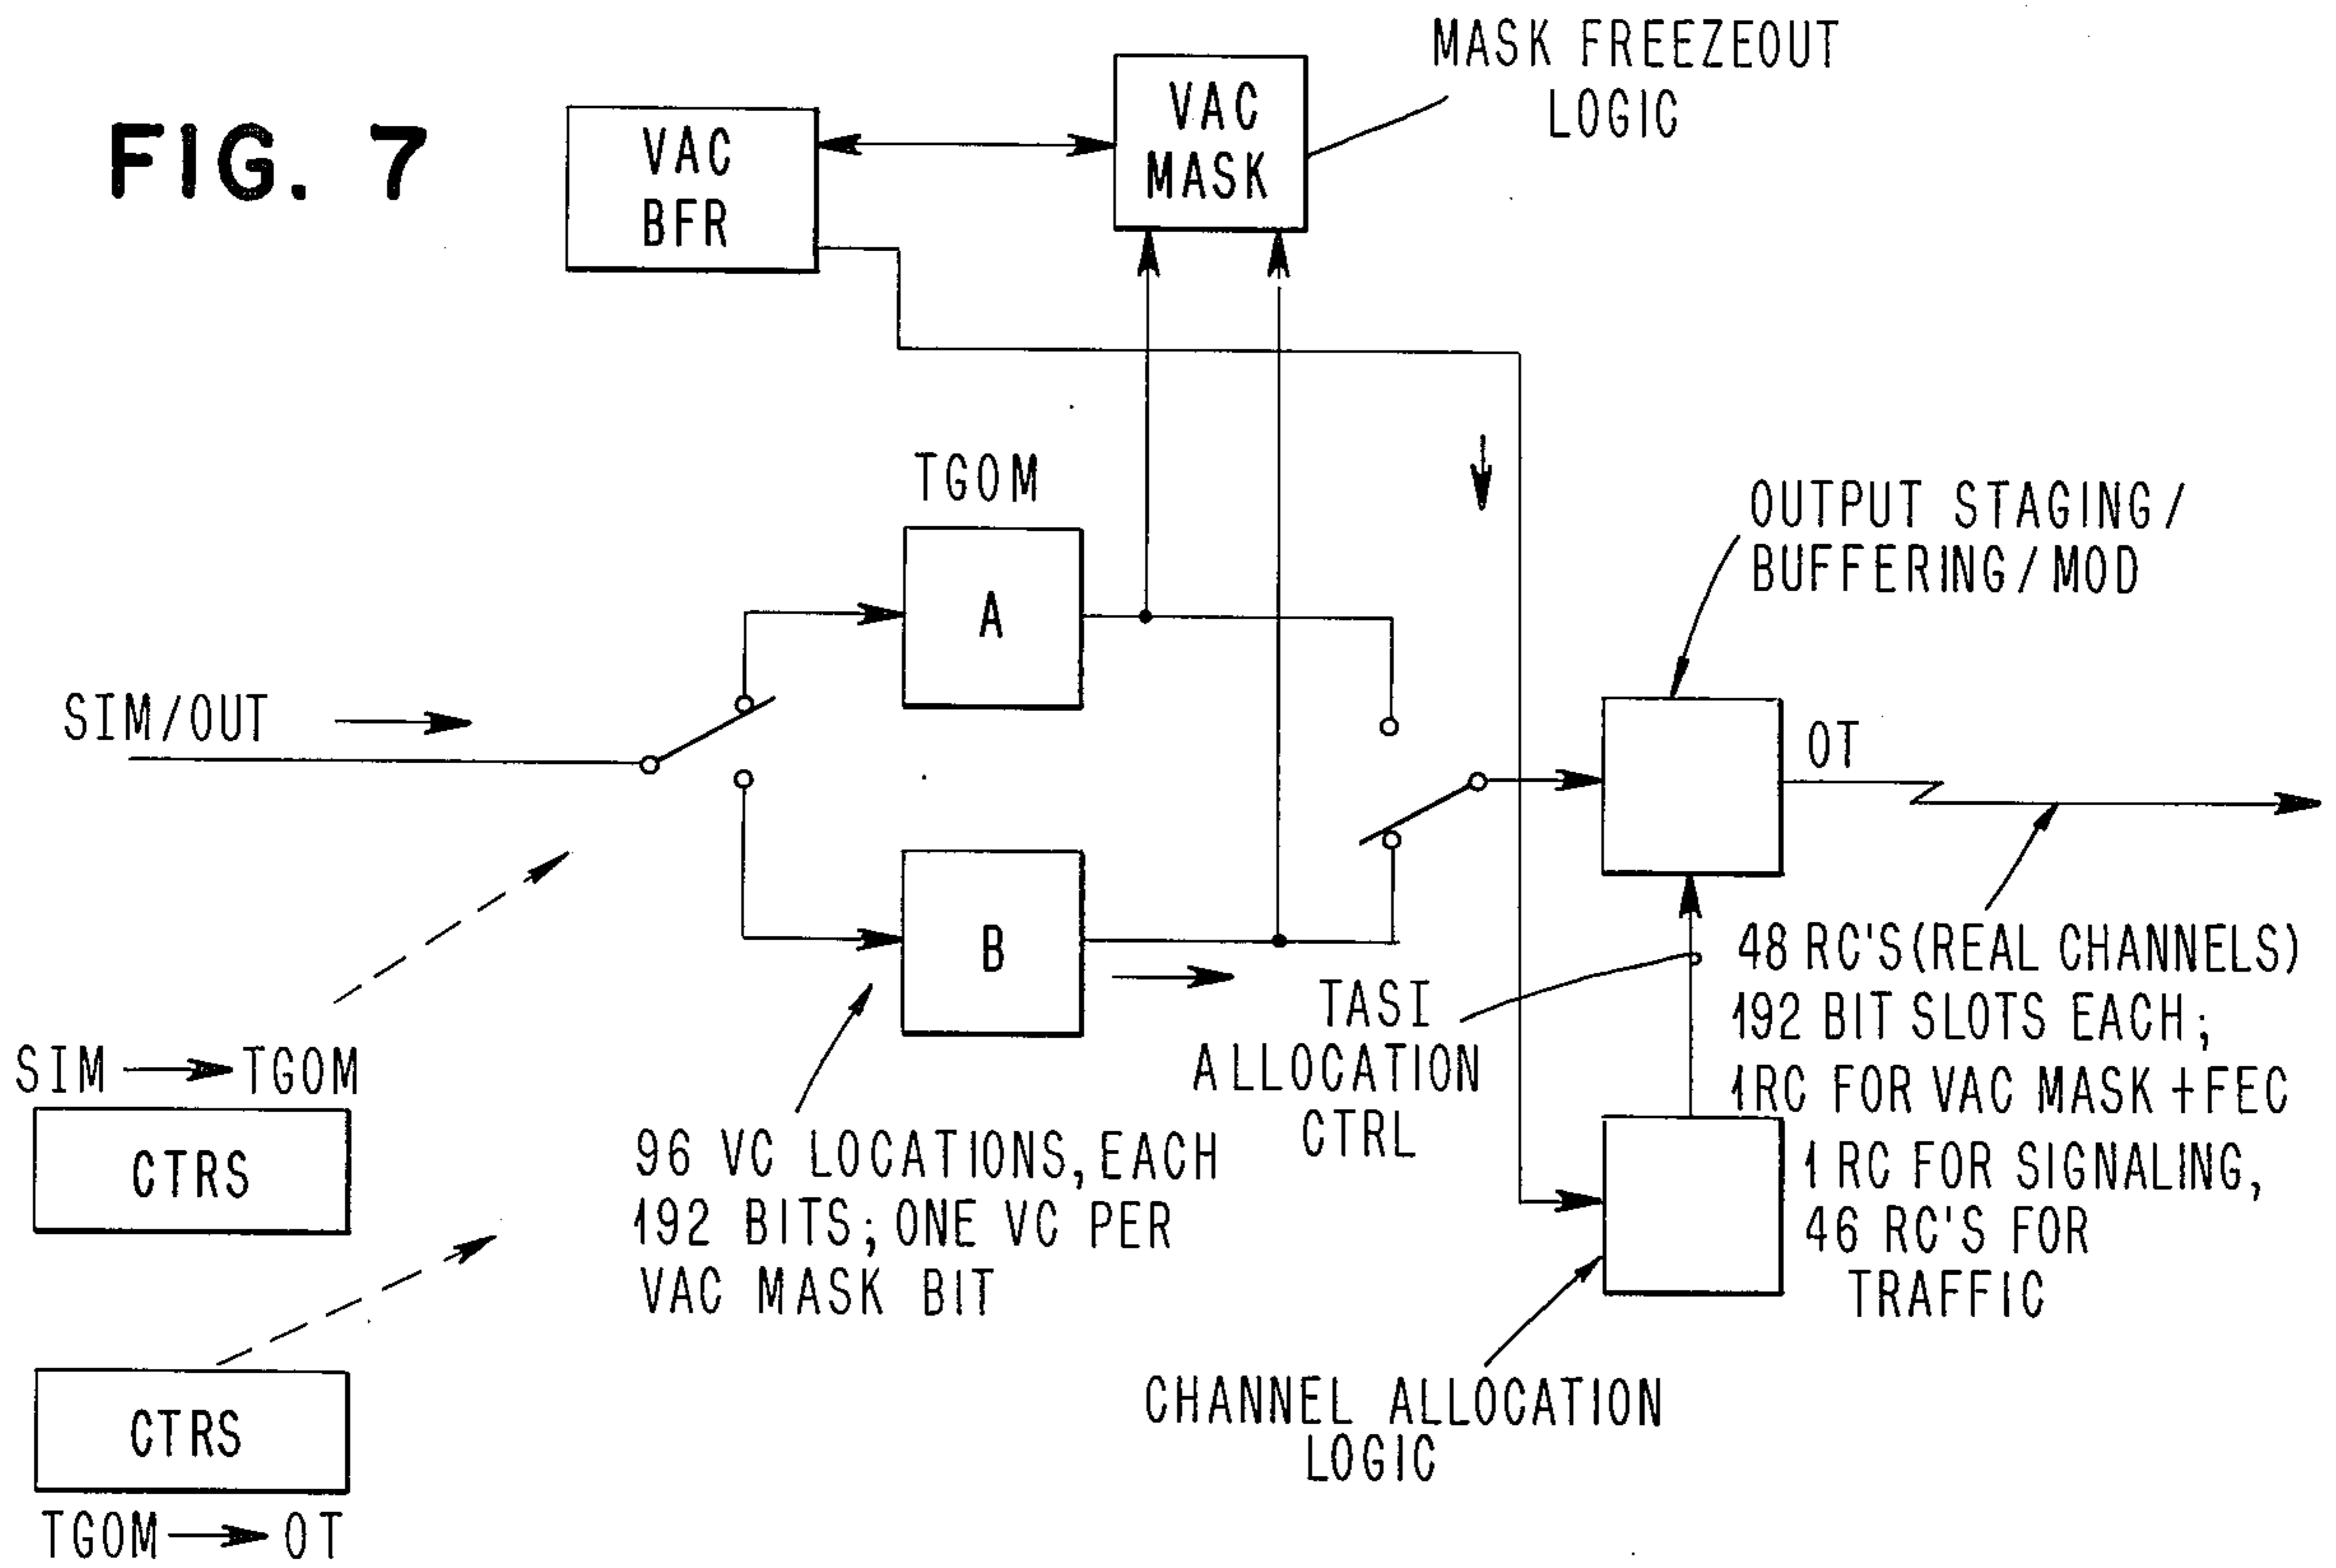 FIG. 7
VAC
BFR
VAC
MASK
MASK FREEZEOUT
LOGIC
TGOM
A
OUTPUT STAGING/
BUFFERING/MOD
SIM/OUT
OT
B
TASI
ALLOCATION
CTRL
48 RC'S (REAL CHANNELS)
192 BIT SLOTS EACH;
1RC FOR VAC MASK +FEC
1 RC FOR SIGNALING,
46 RC'S FOR
TRAFFIC
SIM → TGOM
CTRS
96 VC LOCATIONS, EACH
192 BITS; ONE VC PER
VAC MASK BIT
CHANNEL ALLOCATION
LOGIC
CTRS
TGOM → OT